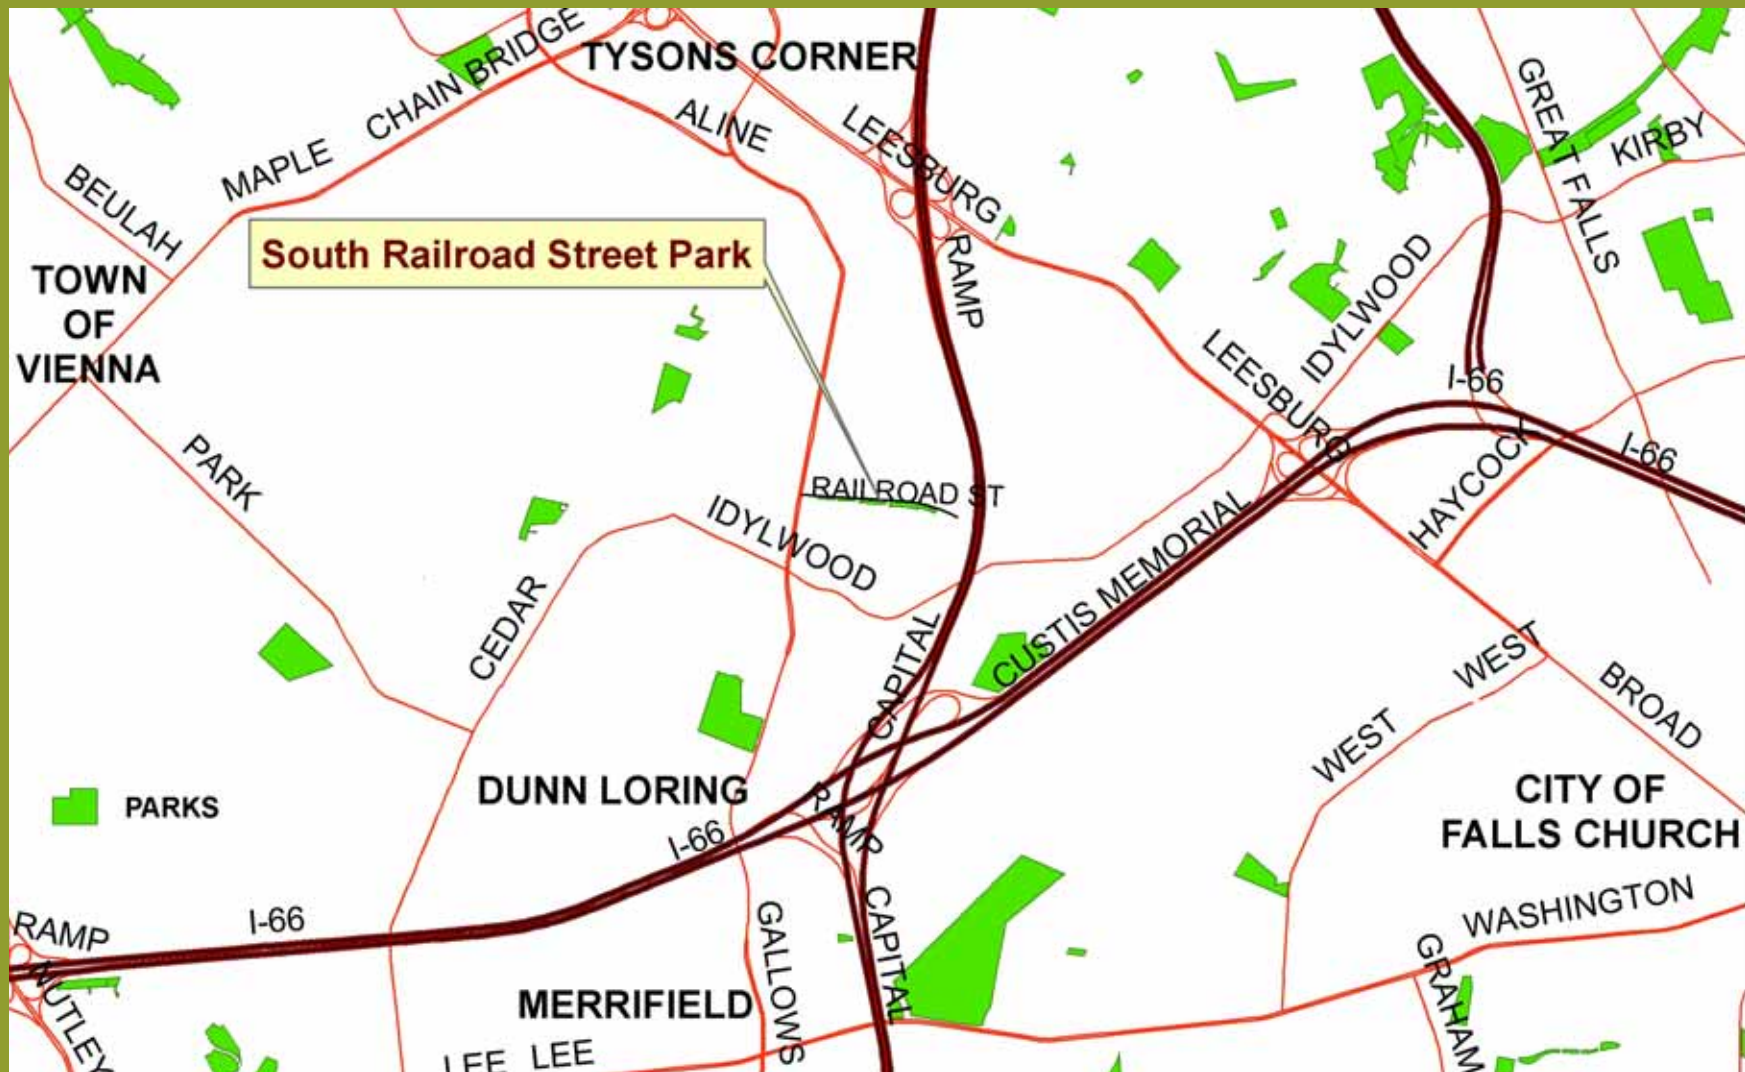 CHAIN BRIDGE
TYSONS CORNER
MAPLE
ALINE
LEESBURG
GREAT FALLS
KIRBY
BEULAH
South Railroad Street Park
RAMP
TOWN
OF
VIENNA
IDYLWOOD
LEESBURG
I-66
I-66
PARK
RAILROAD ST
HAYCOCK
IDYLWOOD
CUSTIS MEMORIAL
CEDAR
CAPITAL
WEST
BROAD
WEST
DUNN LORING
PARKS
RAMP
CITY OF
FALLS CHURCH
I-66
I-66
RAMP
WASHINGTON
GALLOWS
CAPITAL
GRAHAM
NUTLEY
MERRIFIELD
LEE LEE